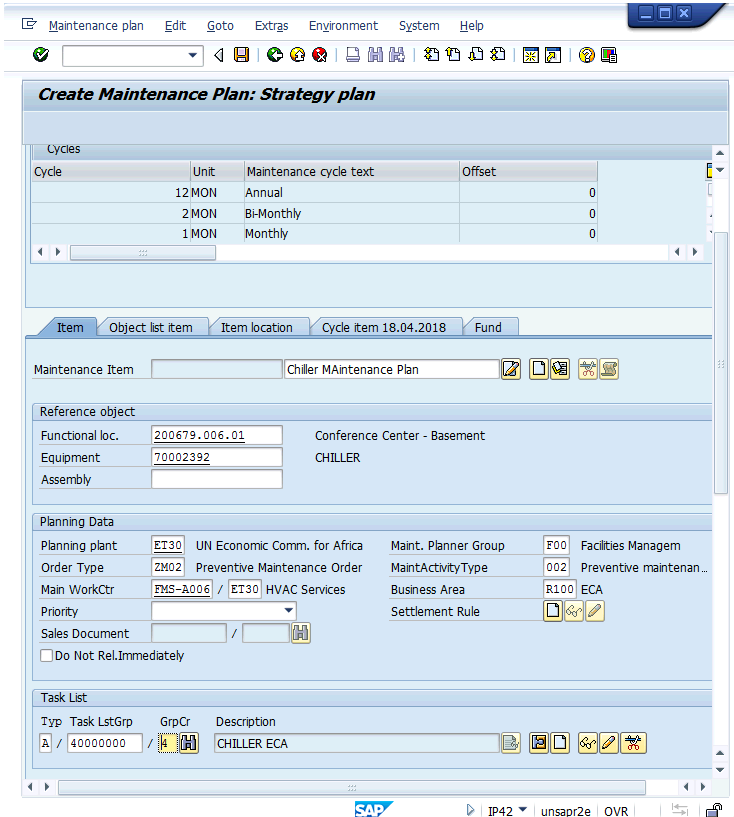 Maintenance plan Edit Goto Extras Environment System Help
Create Maintenance Plan: Strategy plan
Cycles
Cycle Unit Maintenance cycle text Offset
12 MON Annual 0
2 MON Bi-Monthly 0
1 MON Monthly 0
Item Object list item Item location Cycle item 18.04.2018 Fund
Maintenance Item Chiller MAintenance Plan
Reference object
Functional loc. 200679.006.01 Conference Center - Basement
Equipment 70002392 CHILLER
Assembly
Planning Data
Planning plant ET30 UN Economic Comm. for Africa Maint. Planner Group F00 Facilities Managem
Order Type ZM02 Preventive Maintenance Order MaintActivityType 002 Preventive maintenan...
Main WorkCtr FMS-A006 / ET30 HVAC Services Business Area R100 ECA
Priority Settlement Rule
Sales Document /
Do Not Rel.Immediately
Task List
Typ Task LstGrp GrpCr Description
A / 40000000 / 4 CHILLER ECA
SAP IP42 unsapr2e OVR